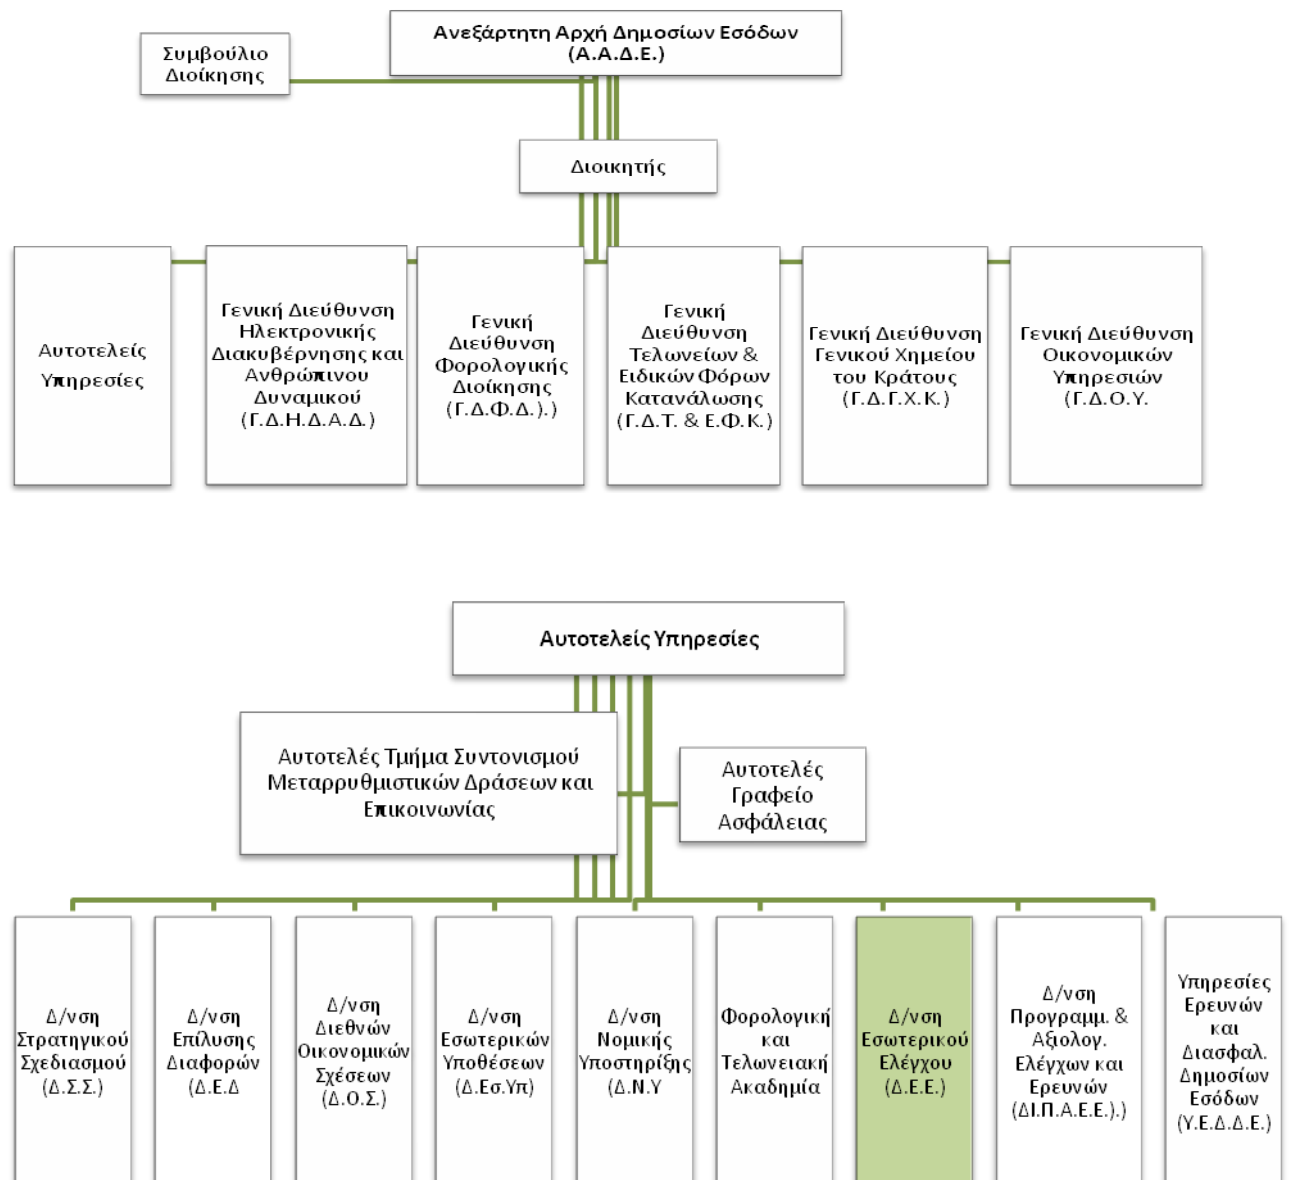 Ανεξάρτητη Αρχή Δημοσίων Εσόδων
(Α.Α.Δ.Ε.)
Συμβούλιο
Διοίκησης
Διοικητής
Αυτοτελείς
Υπηρεσίες
Γενική Διεύθυνση
Ηλεκτρονικής
Διακυβέρνησης και
Ανθρώπινου
Δυναμικού
(Γ.Δ.Η.Δ.Α.Δ.)
Γενική
Διεύθυνση
Φορολογικής
Διοίκησης
(Γ.Δ.Φ.Δ.).)
Γενική
Διεύθυνση
Τελωνείων &
Ειδικών Φόρων
Κατανάλωσης
(Γ.Δ.Τ. & Ε.Φ.Κ.)
Γενική Διεύθυνση
Γενικού Χημείου
του Κράτους
(Γ.Δ.Γ.Χ.Κ.)
Γενική Διεύθυνση
Οικονομικών
Υπηρεσιών
(Γ.Δ.Ο.Υ.
Αυτοτελείς Υπηρεσίες
Αυτοτελές Τμήμα Συντονισμού
Μεταρρυθμιστικών Δράσεων και
Επικοινωνίας
Αυτοτελές
Γραφείο
Ασφάλειας
Δ/νση
Στρατηγικού
Σχεδιασμού
(Δ.Σ.Σ.)
Δ/νση
Επίλυσης
Διαφορών
(Δ.Ε.Δ
Δ/νση
Διεθνών
Οικονομικών
Σχέσεων
(Δ.Ο.Σ.)
Δ/νση
Εσωτερικών
Υποθέσεων
(Δ.Εσ.Υπ)
Δ/νση
Νομικής
Υποστηρίξης
(Δ.Ν.Υ
Φορολογική
και
Τελωνειακή
Ακαδημία
Δ/νση
Εσωτερικού
Ελέγχου
(Δ.Ε.Ε.)
Δ/νση
Προγραμμ. &
Αξιολογ.
Ελέγχων και
Ερευνών
(ΔΙ.Π.Α.Ε.Ε.).)
Υπηρεσίες
Ερευνών
και
Διασφαλ.
Δημοσίων
Εσόδων
(Υ.Ε.Δ.Δ.Ε.)